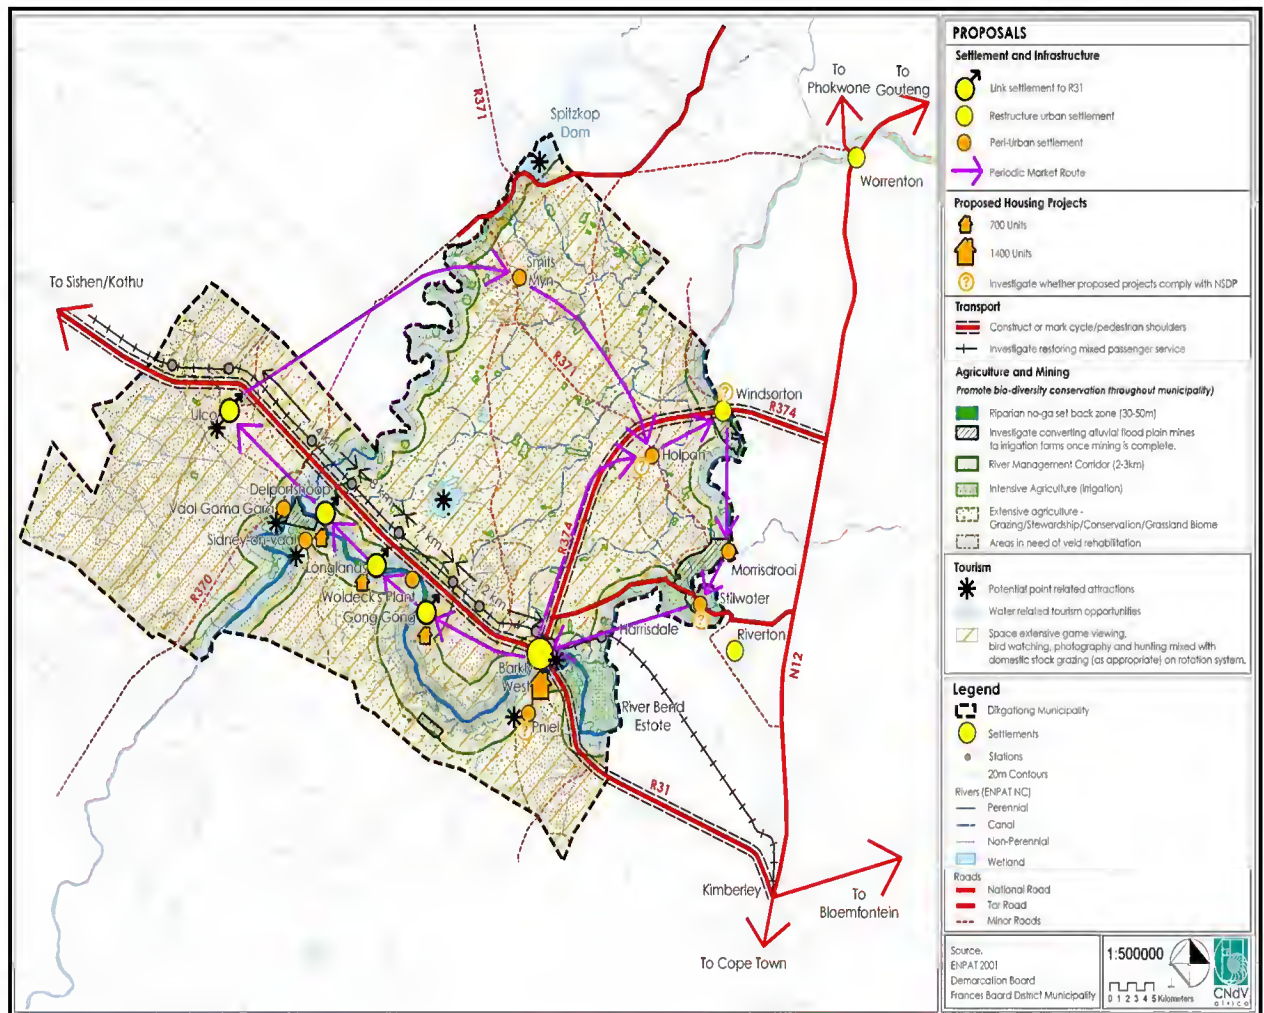 To Phokwone
To Gouteng
R371
Spitzkop
Dam
Worrenton
To Sishen/Kathu
Smits
Myn
R371
Windsorton
R374
Ulco
Holpan
Delportshoop
Vaal Gama Gara
Sidney-on-vaal
Longlands
R374
Morrisdraai
Woldeck's Plant
Gong Gong
R370
Stilwater
Harrisdale
Riverton
N12
Barkly
West
River Bend
Estate
Pniel
R31
Kimberley
To
Bloemfontein
To Cape Town
PROPOSALS
Settlement and Infrastructure
Link settlement to R31
Restructure urban settlement
Peri-Urban settlement
Periodic Market Route
Proposed Housing Projects
700 Units
1400 Units
Investigate whether proposed projects comply with NSDP
Transport
Construct or mark cycle/pedestrian shoulders
Investigate restoring mixed passenger service
Agriculture and Mining
Promote bio-diversity conservation throughout municipality)
Riparian no-go set back zone (30-50m)
Investigate converting alluvial flood plain mines
to irrigation farms once mining is complete.
River Management Corridor (2-3km)
Intensive Agriculture (Irrigation)
Extensive agriculture -
Grazing/Stewardship/Conservation/Grassland Biome
Areas in need of veld rehabilitation
Tourism
Potential point related attractions
Water related tourism opportunities
Space extensive game viewing,
bird watching, photography and hunting mixed with
domestic stock grazing (as appropriate) on rotation system.
Legend
Dikgatlong Municipality
Settlements
Stations
20m Contours
Rivers (ENPAT NC)
Perennial
Canal
Non-Perennial
Wetland
Roads
National Road
Tar Road
Minor Roads
Source.
ENPAT 2001
Demarcation Board
Frances Baard District Municipality
1:500000
0 1 2 3 4 5 Kilometers
CNdV
africa